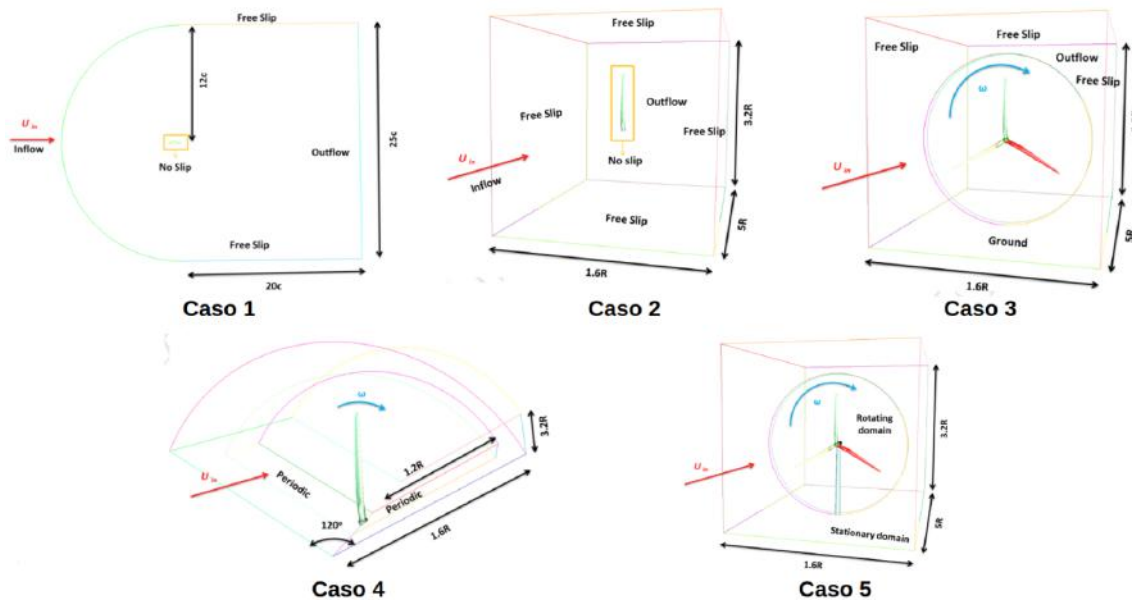 Free Slip
12c
25c
U in
Inflow
No Slip
Outflow
Free Slip
20c
Caso 1
Free Slip
Free Slip
Outflow
Free Slip
3.2R
No slip
U in
Inflow
Free Slip
5R
1.6R
Caso 2
Free Slip
Free Slip
Outflow
Free Slip
ω
U in
Ground
5R
1.6R
Caso 3
ω
3.2R
1.2R
U in
Periodic
Periodic
120°
1.6R
Caso 4
ω
Rotating
domain
3.2R
U in
5R
Stationary domain
1.6R
Caso 5